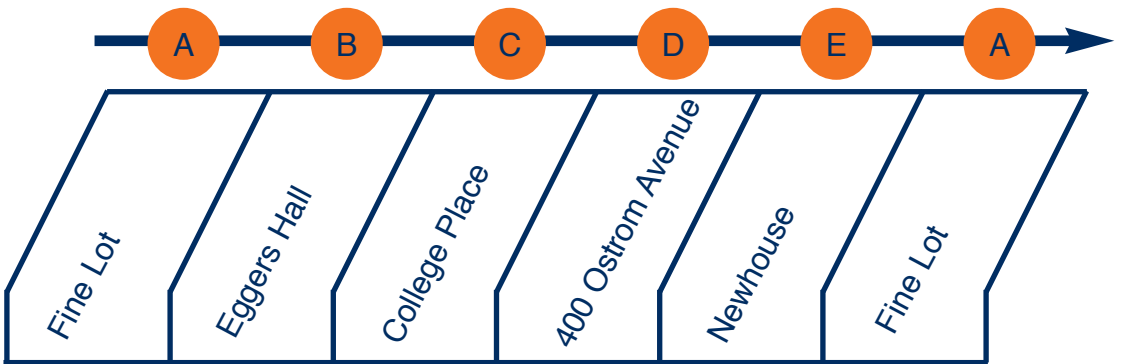 A B C D E A
Fine Lot
Eggers Hall
College Place
400 Ostrom Avenue
Newhouse
Fine Lot